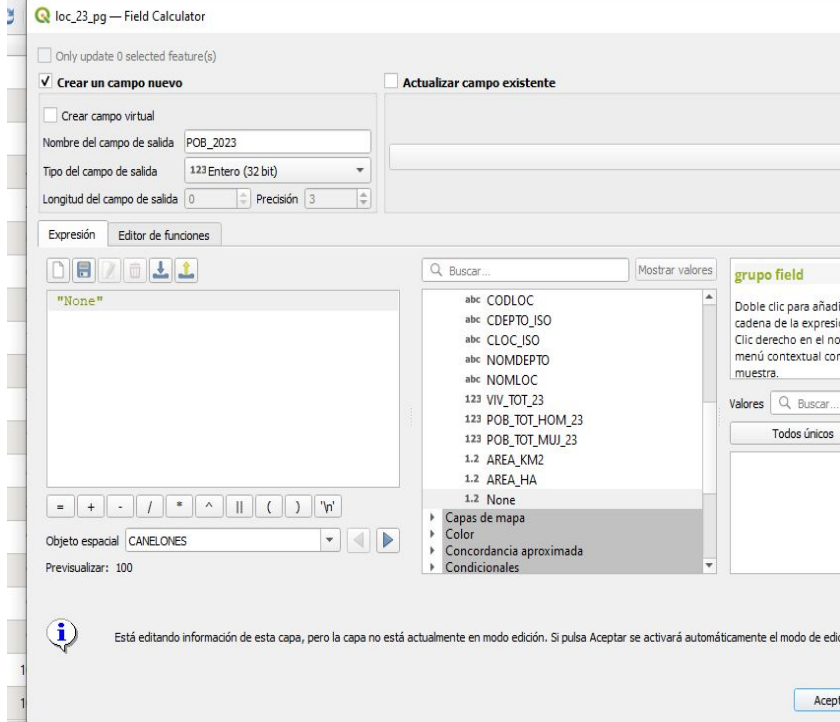 loc_23_pg — Field Calculator
Only update 0 selected feature(s)
Crear un campo nuevo
Actualizar campo existente
Crear campo virtual
Nombre del campo de salida POB_2023
Tipo del campo de salida 123 Entero (32 bit)
Longitud del campo de salida 0 Precisión 3
Expresión Editor de funciones
"None"
= + - / * ^ || ( ) '\n'
Objeto espacial CANELONES
Previsualizar: 100
Buscar... Mostrar valores
abc CODLOC
abc CDEPTO_ISO
abc CLOC_ISO
abc NOMDEPTO
abc NOMLOC
123 VIV_TOT_23
123 POB_TOT_HOM_23
123 POB_TOT_MUJ_23
1.2 AREA_KM2
1.2 AREA_HA
1.2 None
Capas de mapa
Color
Concordancia aproximada
Condicionales
grupo field
Doble clic para añadi
cadena de la expresi
Clic derecho en el no
menú contextual con
muestra.
Valores Buscar...
Todos únicos
Está editando información de esta capa, pero la capa no está actualmente en modo edición. Si pulsa Aceptar se activará automáticamente el modo de edic
1
1
Acept